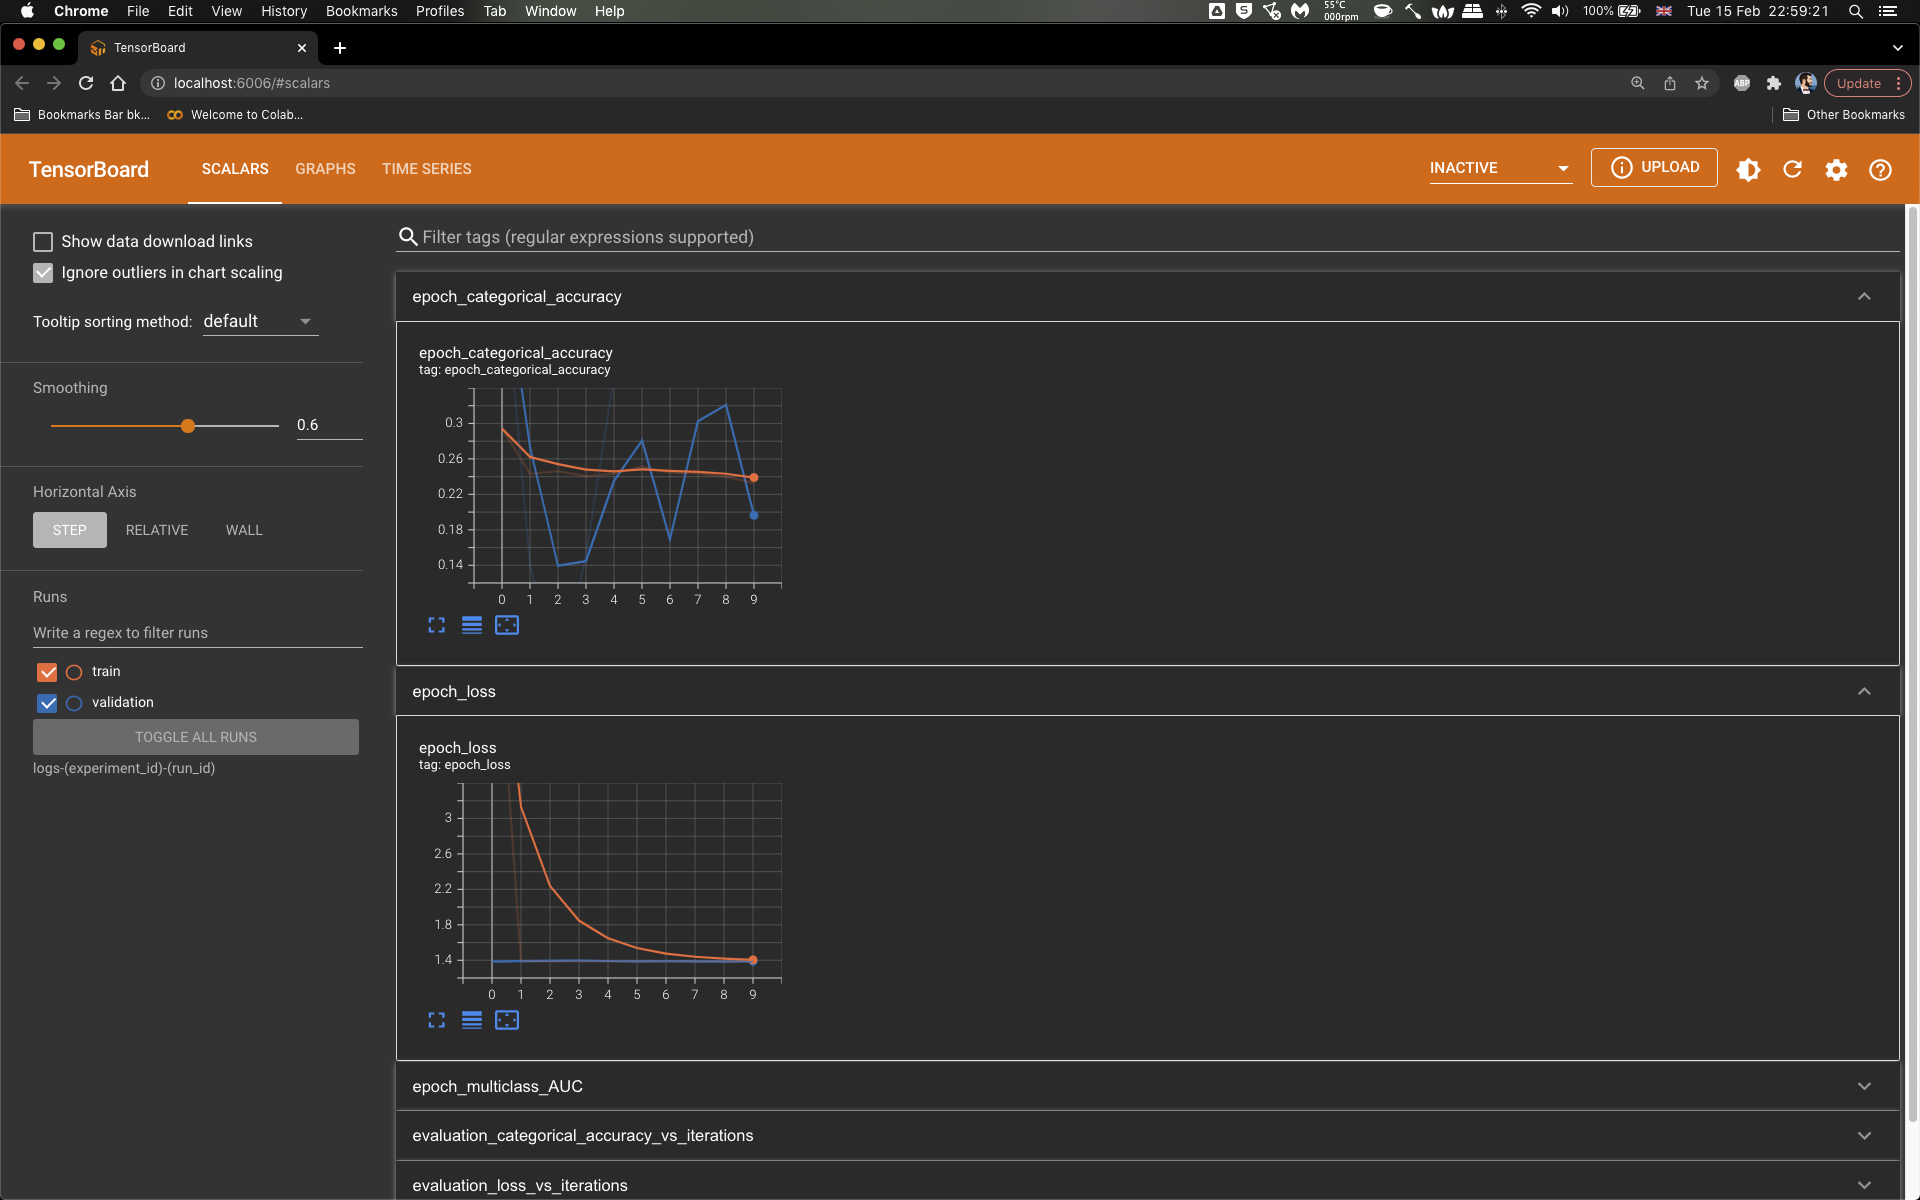 Chrome File Edit View History Bookmarks Profiles Tab Window Help
55°C
000rpm
100%
Tue 15 Feb 22:59:21
TensorBoard
localhost:6006/#scalars
ABP
Update
Bookmarks Bar bk...
Welcome to Colab...
Other Bookmarks
TensorBoard
SCALARS
GRAPHS
TIME SERIES
INACTIVE
UPLOAD
Show data download links
Ignore outliers in chart scaling
Tooltip sorting method: default
Smoothing
0.6
Horizontal Axis
STEP RELATIVE WALL
Runs
Write a regex to filter runs
train
validation
TOGGLE ALL RUNS
logs-(experiment_id)-(run_id)
Filter tags (regular expressions supported)
epoch_categorical_accuracy
epoch_categorical_accuracy
tag: epoch_categorical_accuracy
0.3
0.26
0.22
0.18
0.14
0 1 2 3 4 5 6 7 8 9
epoch_loss
epoch_loss
tag: epoch_loss
3
2.6
2.2
1.8
1.4
0 1 2 3 4 5 6 7 8 9
epoch_multiclass_AUC
evaluation_categorical_accuracy_vs_iterations
evaluation_loss_vs_iterations